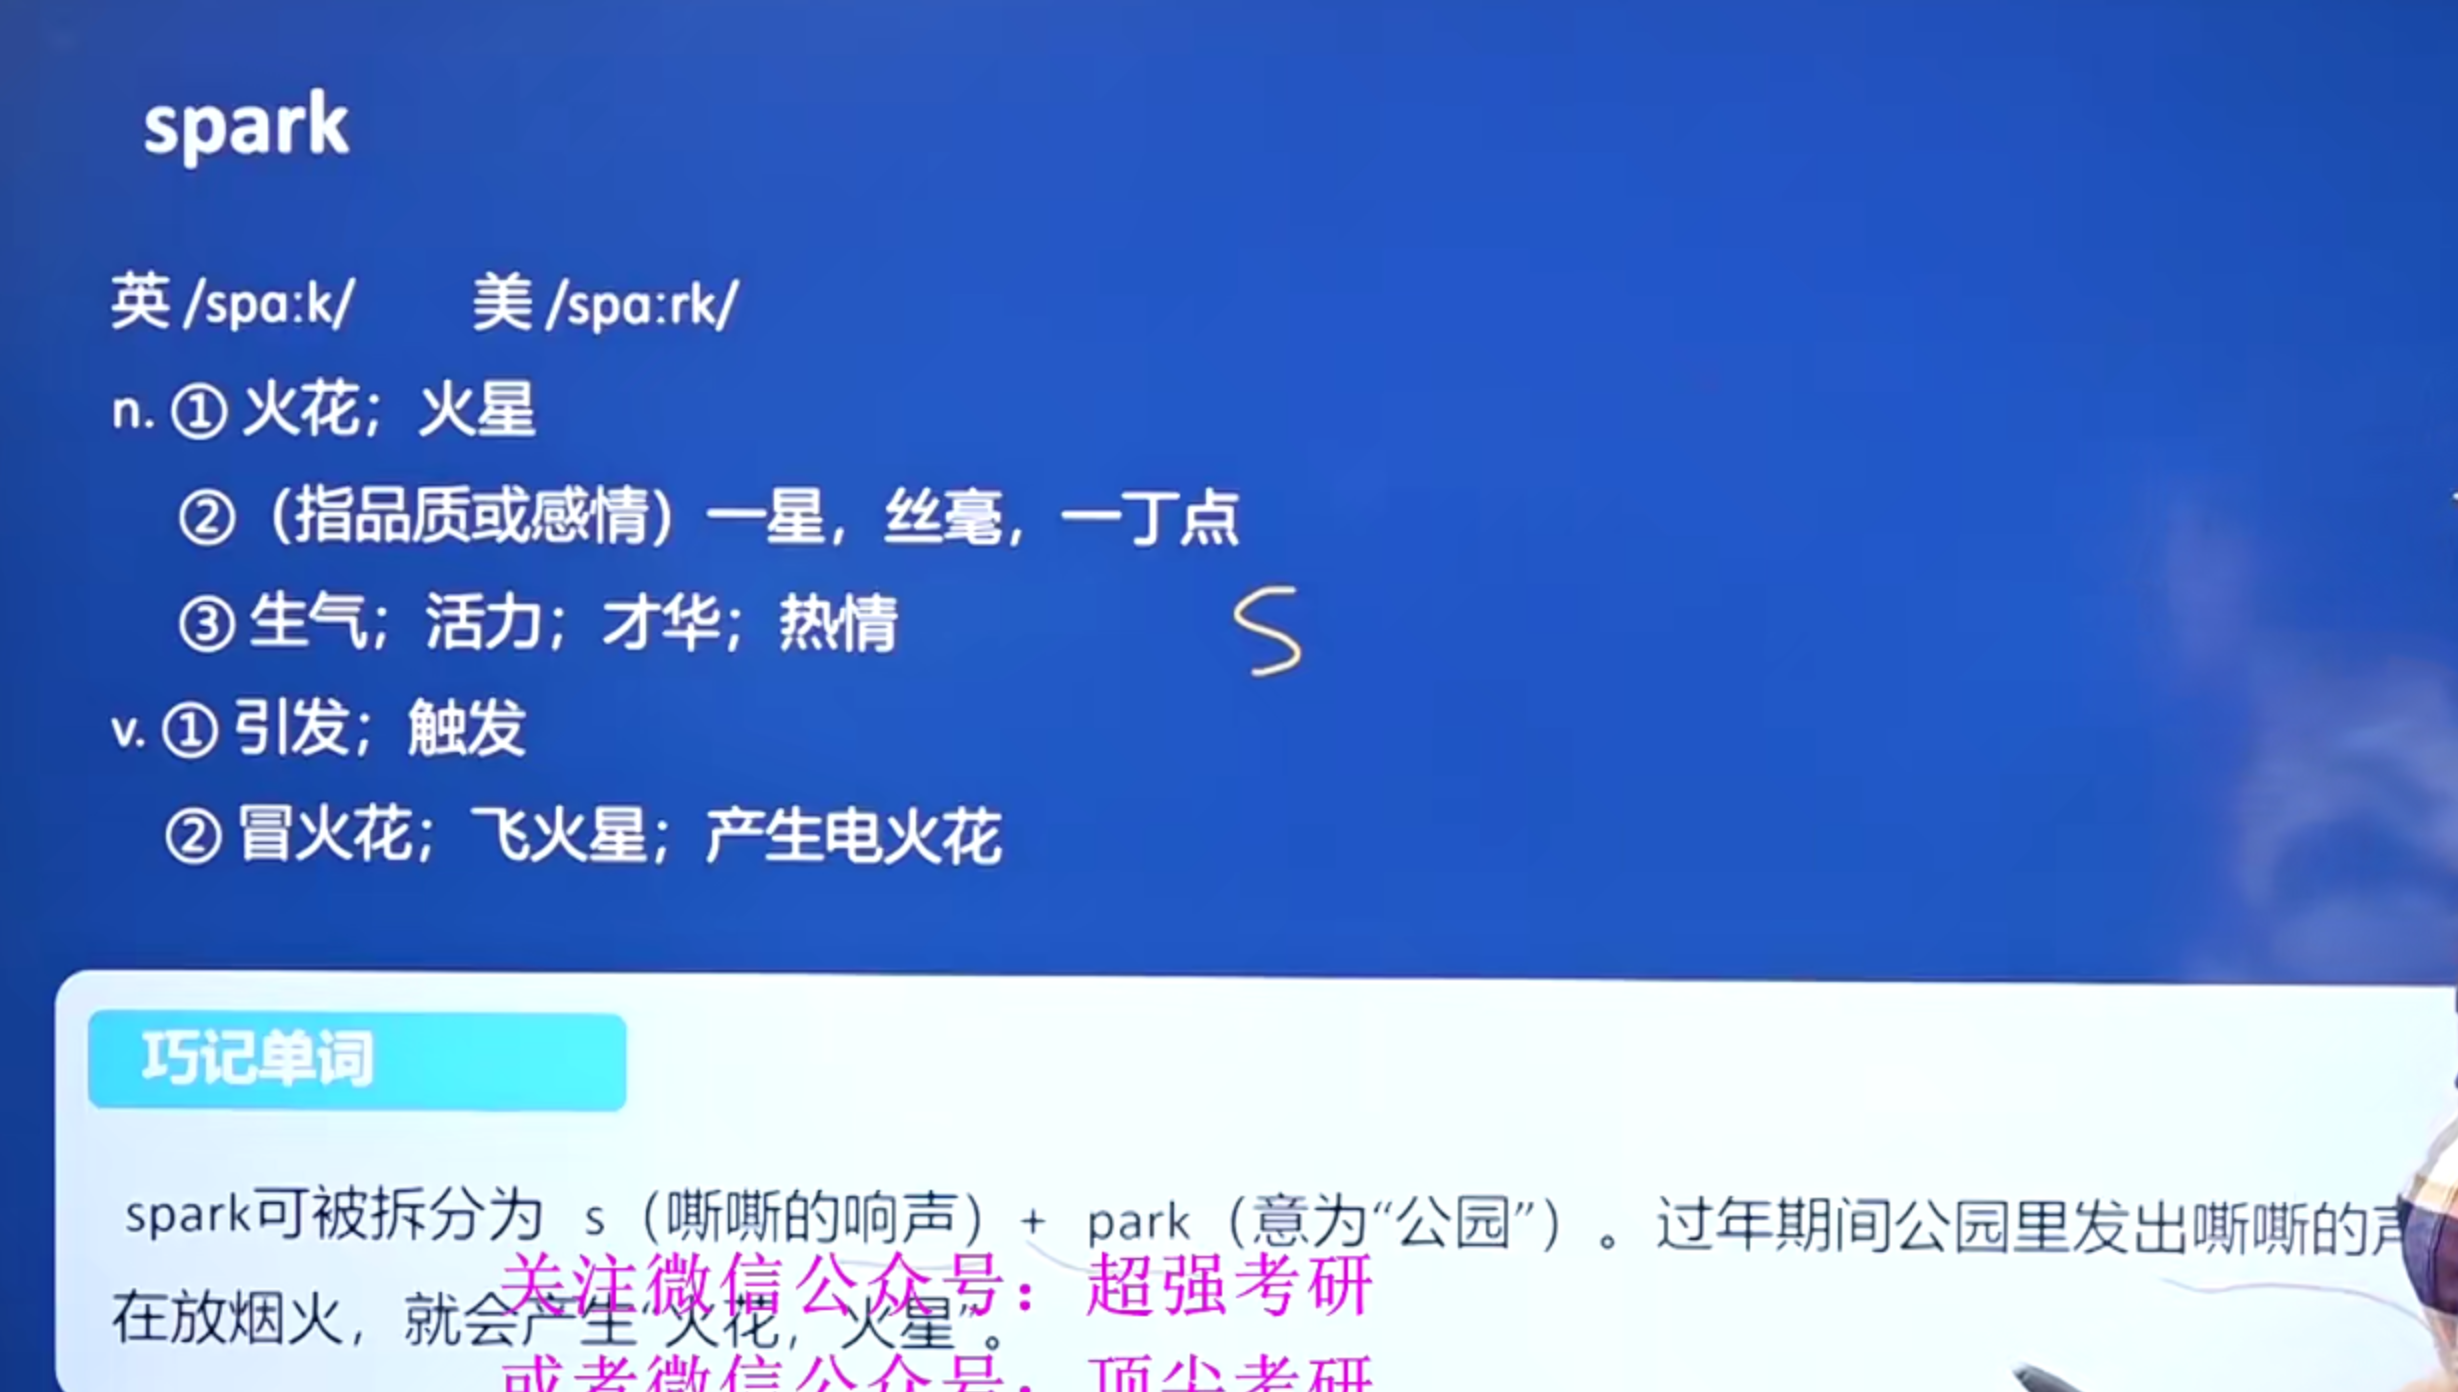 spark
英 /spɑːk/ 美 /spɑːrk/
n. ① 火花；火星
②（指品质或感情）一星，丝毫，一丁点
③ 生气；活力；才华；热情
S
v. ① 引发；触发
② 冒火花；飞火星；产生电火花
巧记单词
spark可被拆分为 s（嘶嘶的响声）+ park（意为“公园”）。过年期间公园里发出嘶嘶的声
关注微信公众号：超强考研
在放烟火，就会产生“火花，火星”。
或者微信公众号：顶尖考研